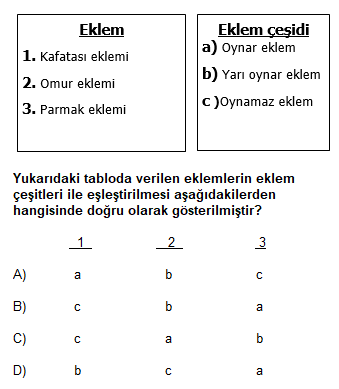 Eklem
1. Kafatası eklemi
2. Omur eklemi
3. Parmak eklemi
Eklem çeşidi
a) Oynar eklem
b) Yarı oynar eklem
c )Oynamaz eklem
Yukarıdaki tabloda verilen eklemlerin eklem
çeşitleri ile eşleştirilmesi aşağıdakilerden
hangisinde doğru olarak gösterilmiştir?
1 2 3
A) a b c
B) c b a
C) c a b
D) b c a